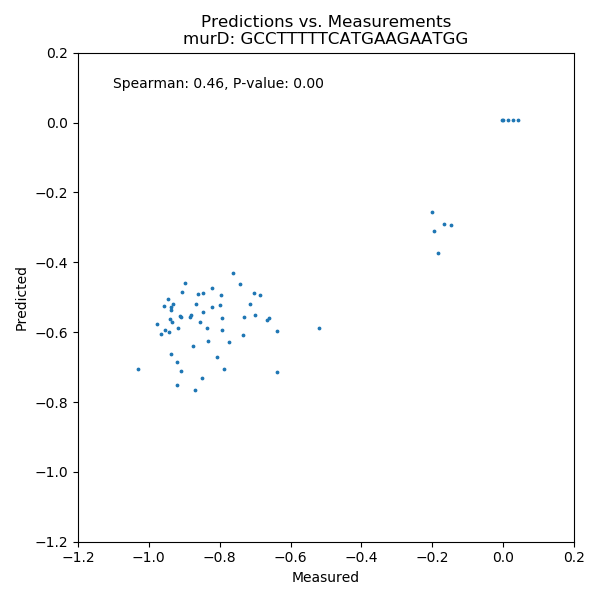 Predictions vs. Measurements
murD: GCCTTTTTCATGAAGAATGG
Spearman: 0.46, P-value: 0.00
0.2
0.0
−0.2
−0.4
−0.6
−0.8
−1.0
−1.2
Predicted
−1.2 −1.0 −0.8 −0.6 −0.4 −0.2 0.0 0.2
Measured